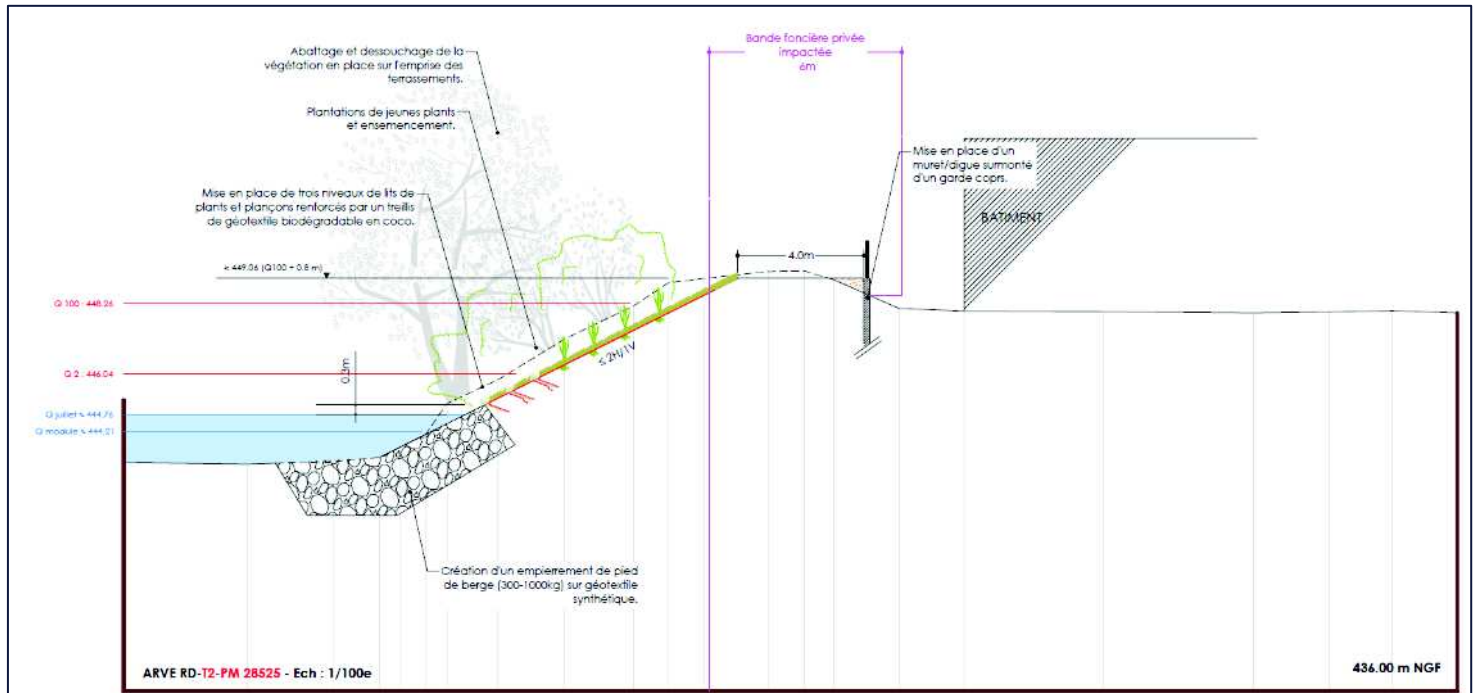 Bande foncière privée
impactée
6m
Abattage et dessouchage de la
végétation en place sur l'emprise des
terrassements.
Plantations de jeunes plants
et ensemencement.
Mise en place d'un
muret/digue surmonté
d'un garde coprs.
Mise en place de trois niveaux de lits de
plants et plançons renforcés par un treillis
de géotextile biodégradable en coco.
BATIMENT
4.0m
≤ 449.06 (Q100 + 0.8 m)
Q 100 : 448.26
≤ 2H/1V
Q 2 : 446.04
0.3m
Q juillet ≤ 444.76
Q module ≤ 444.21
Création d'un empierrement de pied
de berge (300-1000kg) sur géotextile
synthétique.
ARVE RD-T2-PM 28525 - Ech : 1/100e
436.00 m NGF